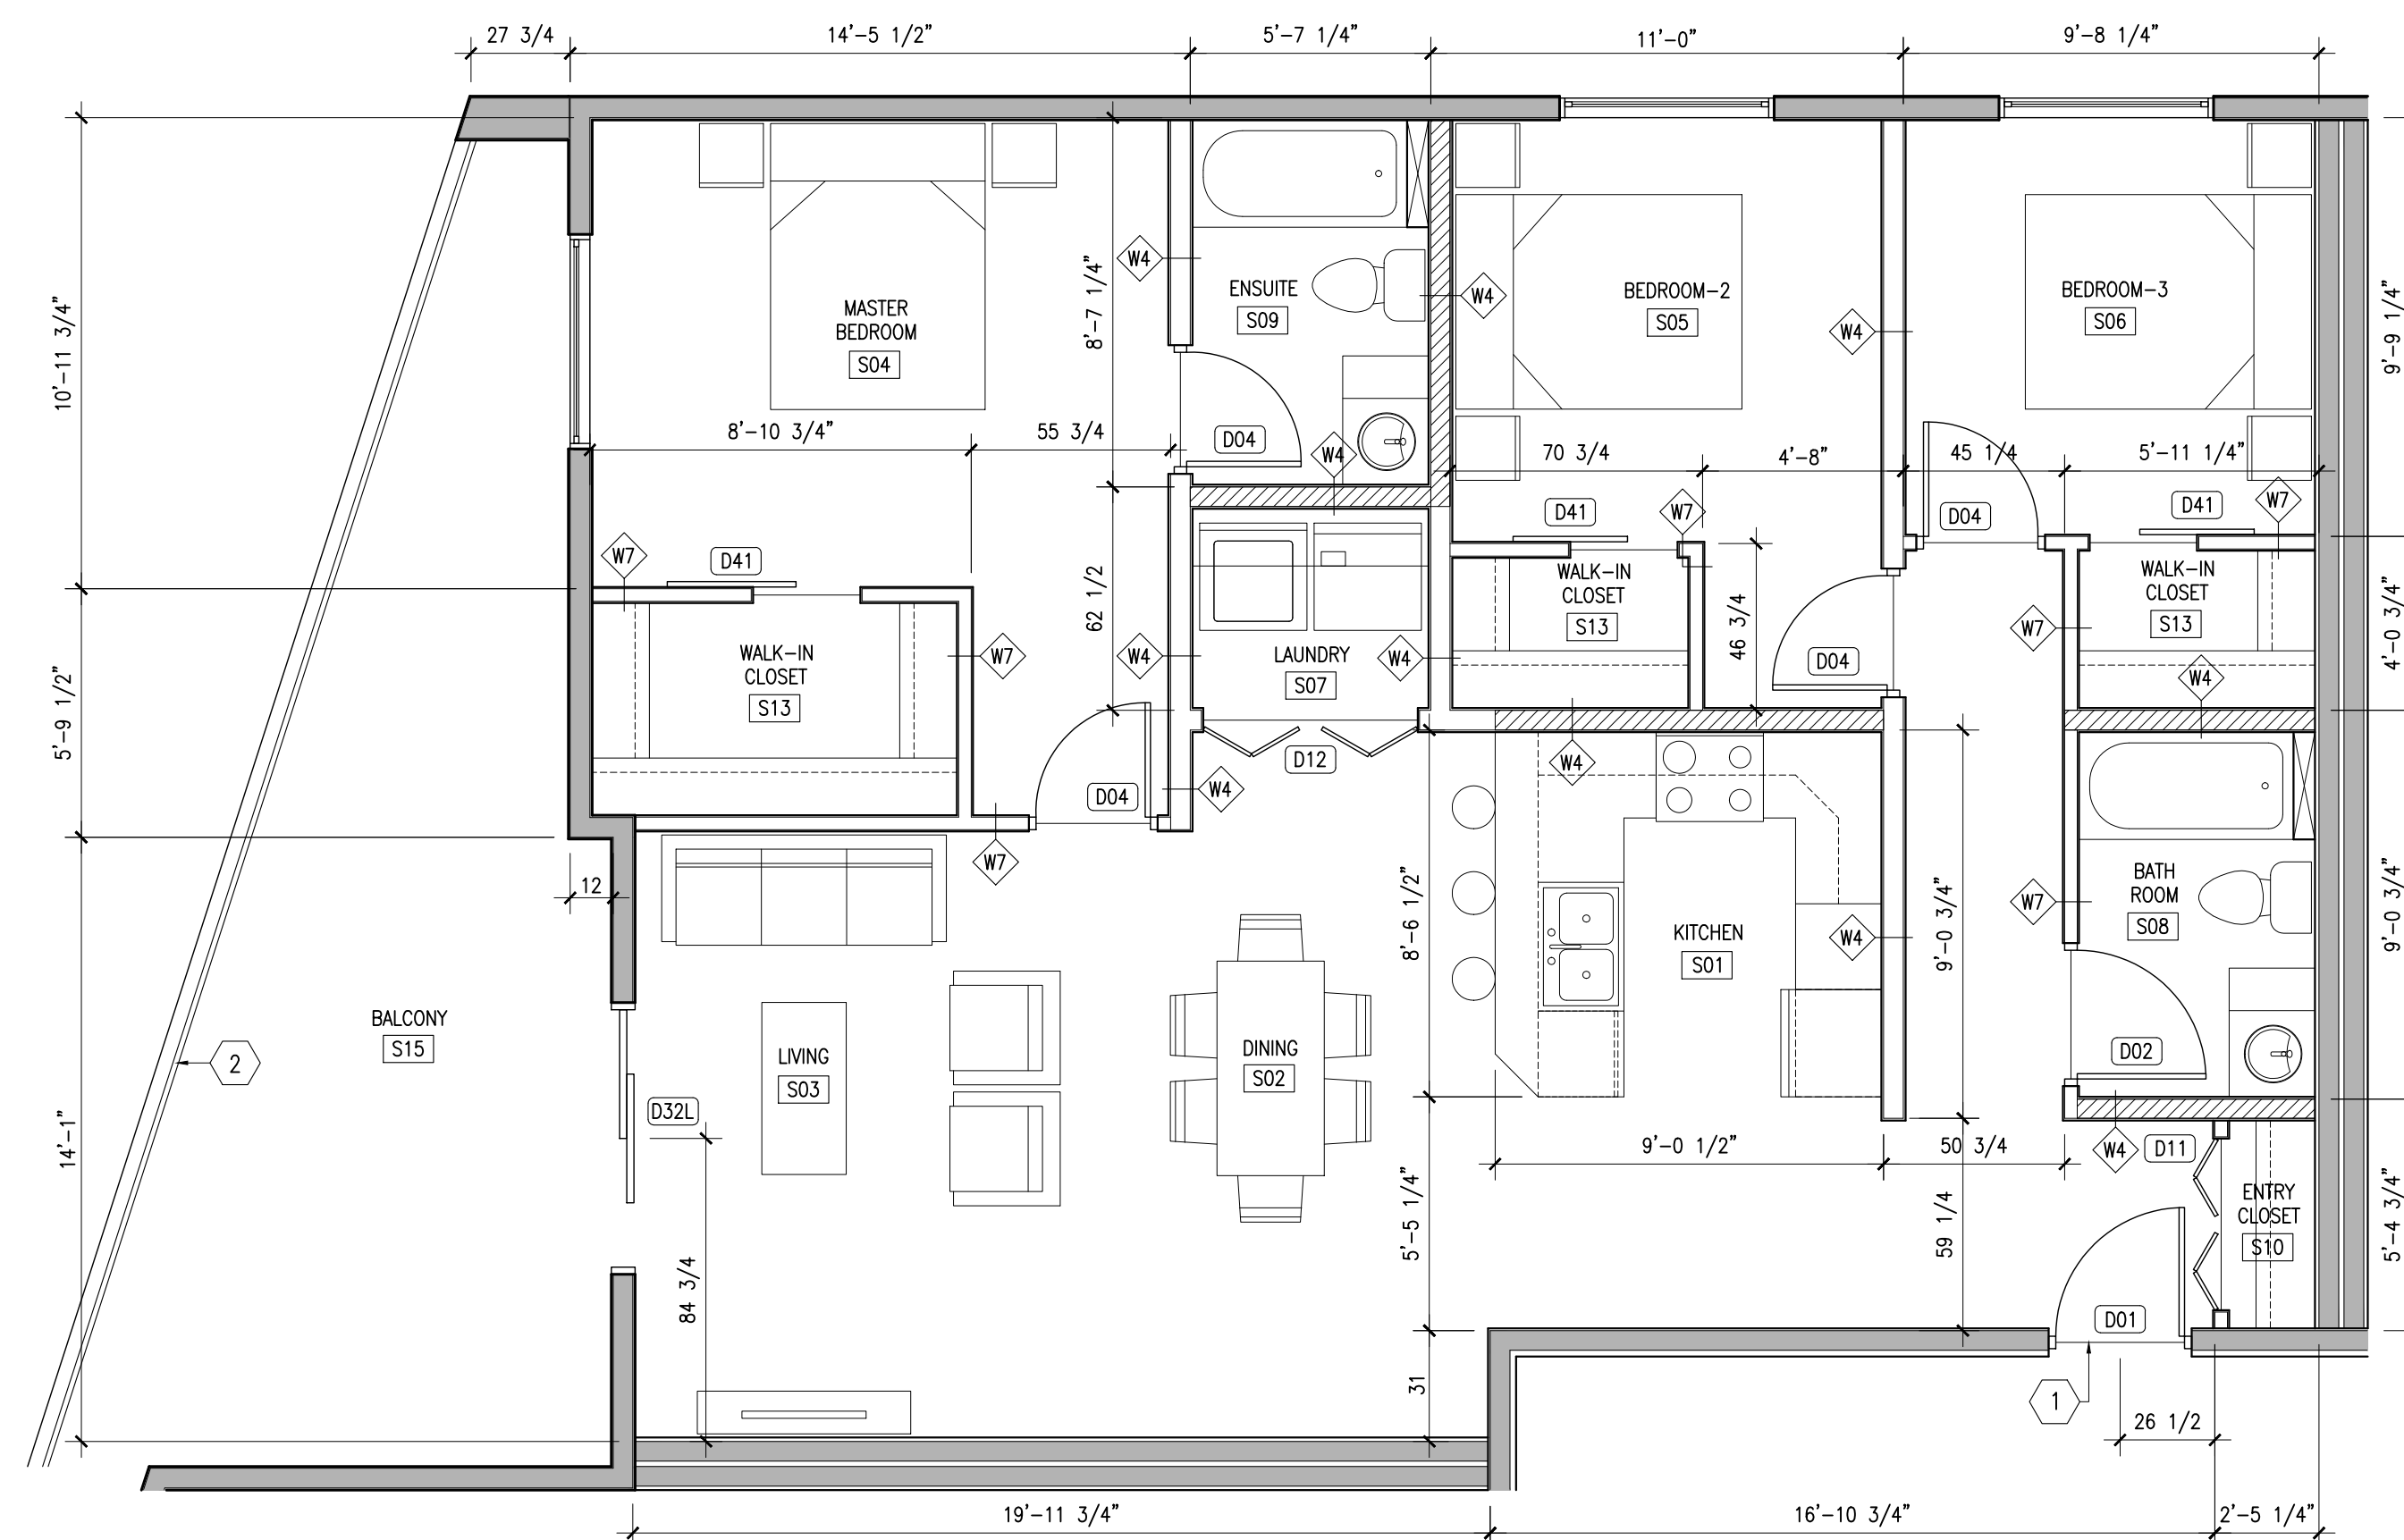 27 3/4
14'-5 1/2"
5'-7 1/4"
11'-0"
9'-8 1/4"
10'-11 3/4"
5'-9 1/2"
14'-1"
MASTER
BEDROOM
S04
8'-7 1/4"
W4
ENSUITE
S09
W4
BEDROOM-2
S05
W4
BEDROOM-3
S06
9'-9 1/4"
8'-10 3/4"
55 3/4
D04
W4
70 3/4
4'-8"
45 1/4
5'-11 1/4"
W7
D41
62 1/2
D41
W7
D04
D41
W7
WALK-IN
CLOSET
S13
W7
W4
LAUNDRY
S07
W4
WALK-IN
CLOSET
S13
46 3/4
D04
W7
WALK-IN
CLOSET
S13
W4
4'-0 3/4"
D04
W4
D12
W4
W7
12
BALCONY
S15
2
LIVING
S03
D32L
84 3/4
DINING
S02
8'-6 1/2"
KITCHEN
S01
W4
9'-0 3/4"
W7
BATH
ROOM
S08
D02
9'-0 3/4"
5'-5 1/4"
9'-0 1/2"
50 3/4
59 1/4
W4
D11
ENTRY
CLOSET
S10
5'-4 3/4"
31
D01
1
26 1/2
19'-11 3/4"
16'-10 3/4"
2'-5 1/4"